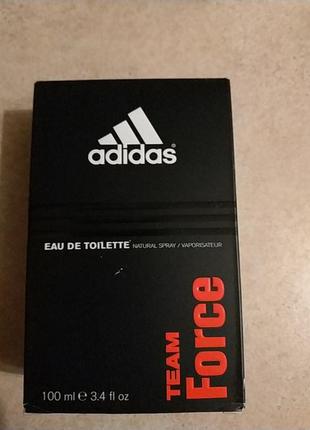 adidas®
EAU DE TOILETTE NATURAL SPRAY / VAPORISATEUR
TEAM
Force
100 ml ℮ 3.4 fl oz